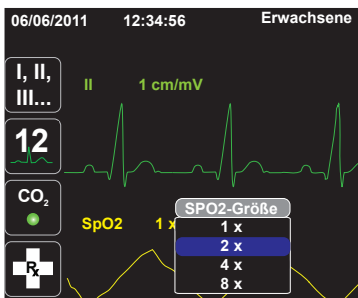 06/06/2011 12:34:56 Erwachsene
I, II,
III...
II 1 cm/mV
12
CO2
SpO2 1 x
SPO2-Größe
1 x
2 x
4 x
8 x
Rx